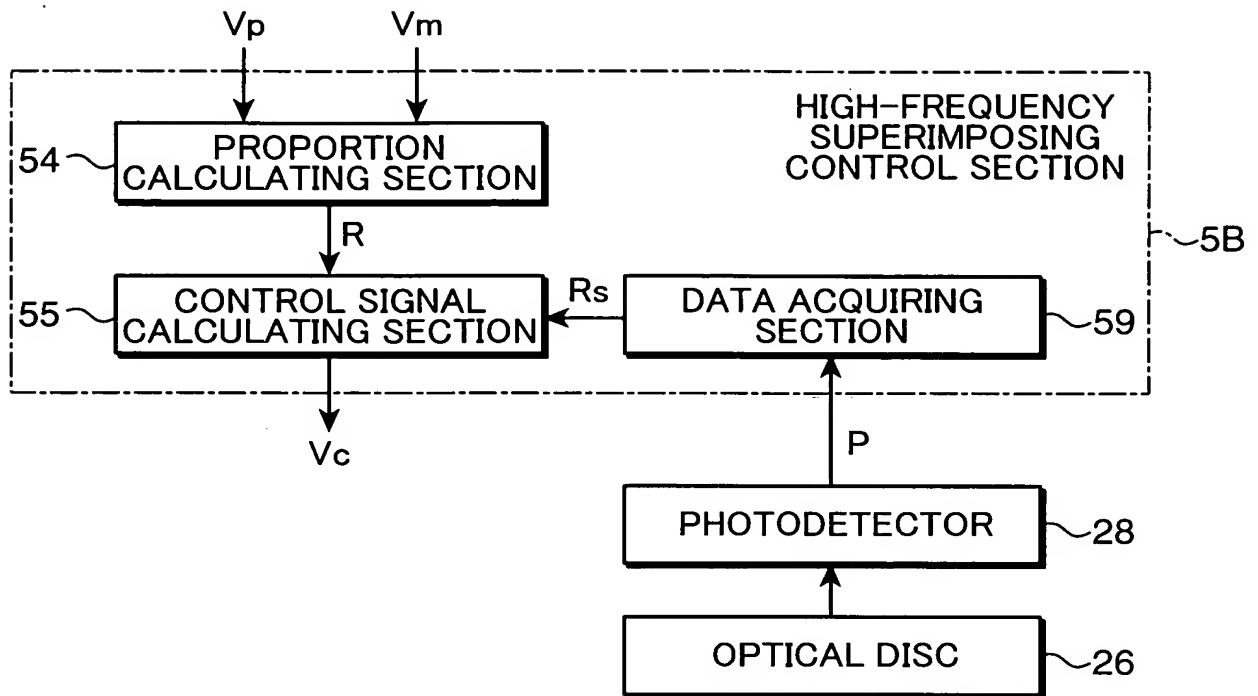 Vp
Vm
HIGH-FREQUENCY
SUPERIMPOSING
CONTROL SECTION
54
PROPORTION
CALCULATING SECTION
R
5B
55
CONTROL SIGNAL
CALCULATING SECTION
Rs
DATA ACQUIRING
SECTION
59
Vc
P
PHOTODETECTOR
28
OPTICAL DISC
26